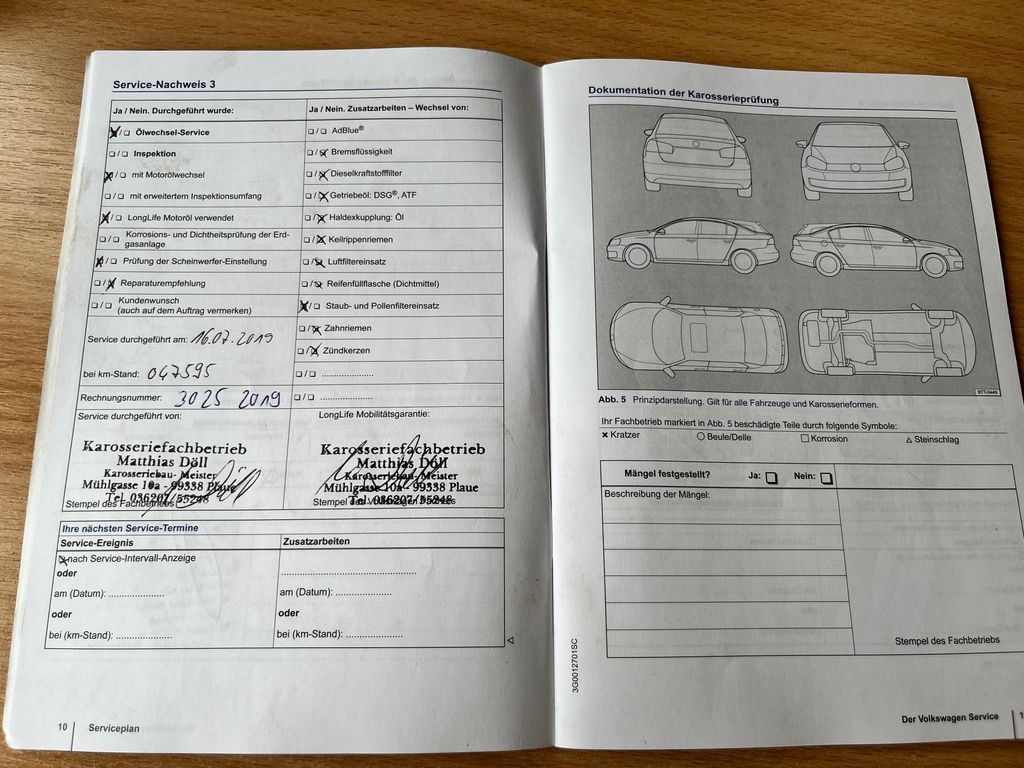 Service-Nachweis 3
Ja / Nein. Durchgeführt wurde:
☒/☐ Ölwechsel-Service
☐/☐ Inspektion
☒/☐ mit Motorölwechsel
☐/☐ mit erweitertem Inspektionsumfang
☒/☐ LongLife Motoröl verwendet
☐/☐ Korrosions- und Dichtheitsprüfung der Erd-
gasanlage
☒/☐ Prüfung der Scheinwerfer-Einstellung
☐/☒ Reparaturempfehlung
☐/☐ Kundenwunsch
(auch auf dem Auftrag vermerken)
Service durchgeführt am: 16.07.2019
bei km-Stand: 047595
Rechnungsnummer: 3025 2019
Service durchgeführt von:
Karosseriefachbetrieb
Matthias Döll
Karosseriebau-Meister
Mühlgasse 10a - 99338 Plaue
Tel. 036207/55248
Stempel des Fachbetriebes
Ja / Nein. Zusatzarbeiten – Wechsel von:
☐/☐ AdBlue®
☐/☒ Bremsflüssigkeit
☐/☒ Dieselkraftstofffilter
☐/☒ Getriebeöl: DSG®, ATF
☐/☒ Haldexkupplung: Öl
☐/☒ Keilrippenriemen
☐/☒ Luftfiltereinsatz
☐/☒ Reifenfüllflasche (Dichtmittel)
☒/☐ Staub- und Pollenfiltereinsatz
☐/☒ Zahnriemen
☐/☒ Zündkerzen
☐/☐ .....................
☐/☐ .....................
LongLife Mobilitätsgarantie:
Karosseriefachbetrieb
Matthias Döll
Karosseriebau-Meister
Mühlgasse 10a - 99338 Plaue
Tel. 036207/55248
Ihre nächsten Service-Termine
Service-Ereignis
☒ nach Service-Intervall-Anzeige
oder
am (Datum): .....................
oder
bei (km-Stand): .....................
Zusatzarbeiten
..................................................
am (Datum): .....................
oder
bei (km-Stand): .....................
10 Serviceplan
Dokumentation der Karosserieprüfung
BTT-0449
Abb. 5 Prinzipdarstellung. Gilt für alle Fahrzeuge und Karosserieformen.
Ihr Fachbetrieb markiert in Abb. 5 beschädigte Teile durch folgende Symbole:
× Kratzer ○ Beule/Delle □ Korrosion △ Steinschlag
Mängel festgestellt? Ja: ☐ Nein: ☐
Beschreibung der Mängel:
Stempel des Fachbetriebs
3G0012701SC
Der Volkswagen Service